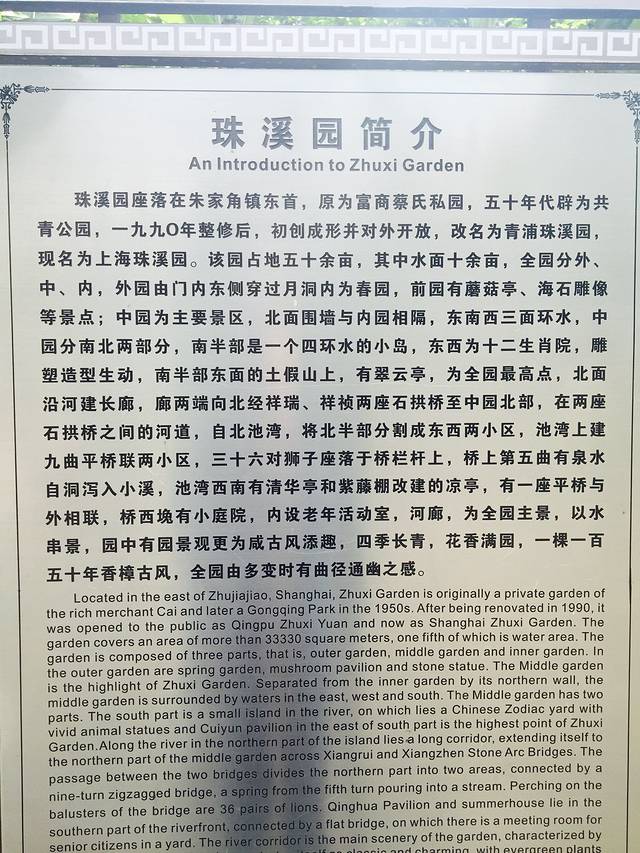 珠溪园简介
An Introduction to Zhuxi Garden
珠溪园座落在朱家角镇东首，原为富商蔡氏私园，五十年代辟为共
青公园，一九九〇年整修后，初创成形并对外开放，改名为青浦珠溪园，
现名为上海珠溪园。该园占地五十余亩，其中水面十余亩，全园分外、
中、内，外园由门内东侧穿过月洞内为春园，前园有蘑菇亭、海石雕像
等景点；中园为主要景区，北面围墙与内园相隔，东南西三面环水，中
园分南北两部分，南半部是一个四环水的小岛，东西为十二生肖院，雕
塑造型生动，南半部东面的土假山上，有翠云亭，为全园最高点，北面
沿河建长廊，廊两端向北经祥瑞、祥祯两座石拱桥至中园北部，在两座
石拱桥之间的河道，自北池湾，将北半部分割成东西两小区，池湾上建
九曲平桥联两小区，三十六对狮子座落于桥栏杆上，桥上第五曲有泉水
自洞泻入小溪，池湾西南有清华亭和紫藤棚改建的凉亭，有一座平桥与
外相联，桥西堍有小庭院，内设老年活动室，河廊，为全园主景，以水
串景，园中有园景观更为咸古风添趣，四季长青，花香满园，一棵一百
五十年香樟古风，全园由多变时有曲径通幽之感。
Located in the east of Zhujiajiao, Shanghai, Zhuxi Garden is originally a private garden of
the rich merchant Cai and later a Gongqing Park in the 1950s. After being renovated in 1990, it
was opened to the public as Qingpu Zhuxi Yuan and now as Shanghai Zhuxi Garden. The
garden covers an area of more than 33330 square meters, one fifth of which is water area. The
garden is composed of three parts, that is, outer garden, middle garden and inner garden. In
the outer garden are spring garden, mushroom pavilion and stone statue. The Middle garden
is the highlight of Zhuxi Garden. Separated from the inner garden by its northern wall, the
middle garden is surrounded by waters in the east, west and south. The Middle garden has two
parts. The south part is a small island in the river, on which lies a Chinese Zodiac yard with
vivid animal statues and Cuiyun pavilion in the east of south part is the highest point of Zhuxi
Garden.Along the river in the northern part of the island lies a long corridor, extending itself to
the northern part of the middle garden across Xiangrui and Xiangzhen Stone Arc Bridges. The
passage between the two bridges divides the northern part into two areas, connected by a
nine-turn zigzagged bridge, a spring from the fifth turn pouring into a stream. Perching on the
balusters of the bridge are 36 pairs of lions. Qinghua Pavilion and summerhouse lie in the
southern part of the riverfront, connected by a flat bridge, on which there is a meeting room for
senior citizens in a yard. The river corridor is the main scenery of the garden, characterized by
classic and charming, with evergreen plants